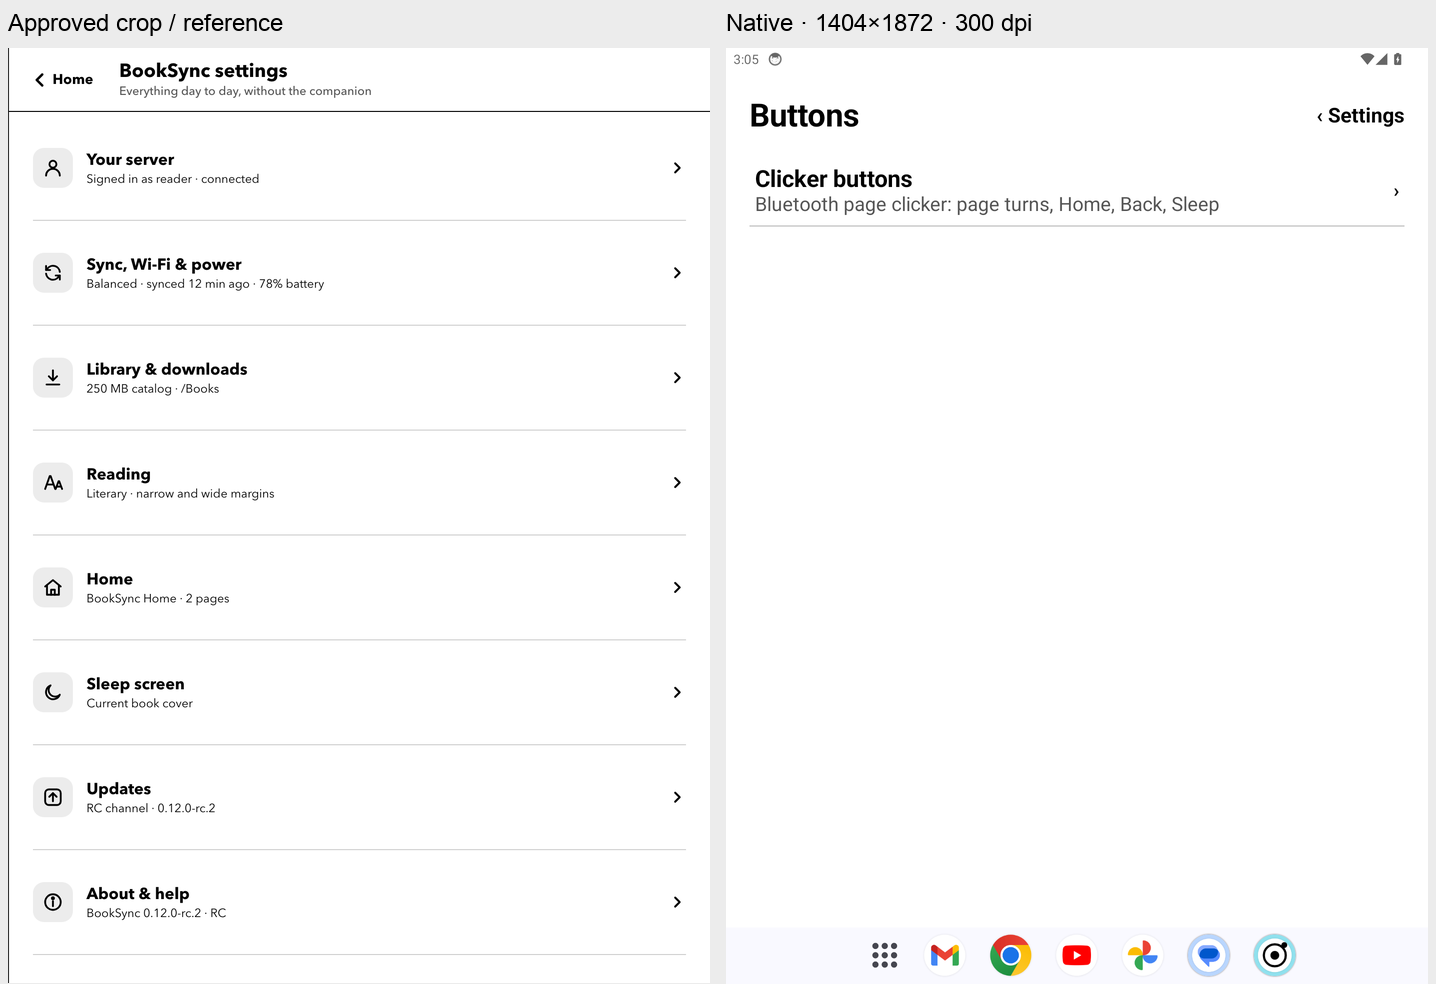 Approved crop / reference
Home
BookSync settings
Everything day to day, without the companion
Your server
Signed in as reader · connected
Sync, Wi-Fi & power
Balanced · synced 12 min ago · 78% battery
Library & downloads
250 MB catalog · /Books
Reading
Literary · narrow and wide margins
Home
BookSync Home · 2 pages
Sleep screen
Current book cover
Updates
RC channel · 0.12.0-rc.2
About & help
BookSync 0.12.0-rc.2 · RC
Native · 1404×1872 · 300 dpi
3:05
Buttons
‹ Settings
Clicker buttons
Bluetooth page clicker: page turns, Home, Back, Sleep